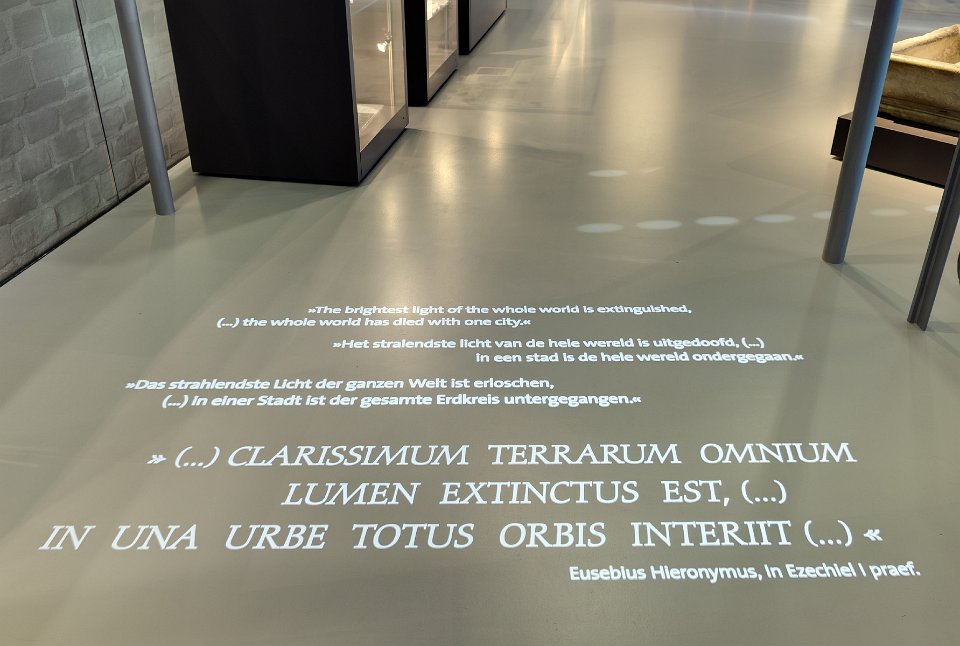 »The brightest light of the whole world is extinguished,
(...) the whole world has died with one city.«
»Het stralendste licht van de hele wereld is uitgedoofd, (...)
in een stad is de hele wereld ondergegaan.«
»Das strahlendste Licht der ganzen Welt ist erloschen,
(...) in einer Stadt ist der gesamte Erdkreis untergegangen.«
» (...) CLARISSIMUM TERRARUM OMNIUM
LUMEN EXTINCTUS EST, (...)
IN UNA URBE TOTUS ORBIS INTERIIT (...) «
Eusebius Hieronymus, in Ezechiel I praef.